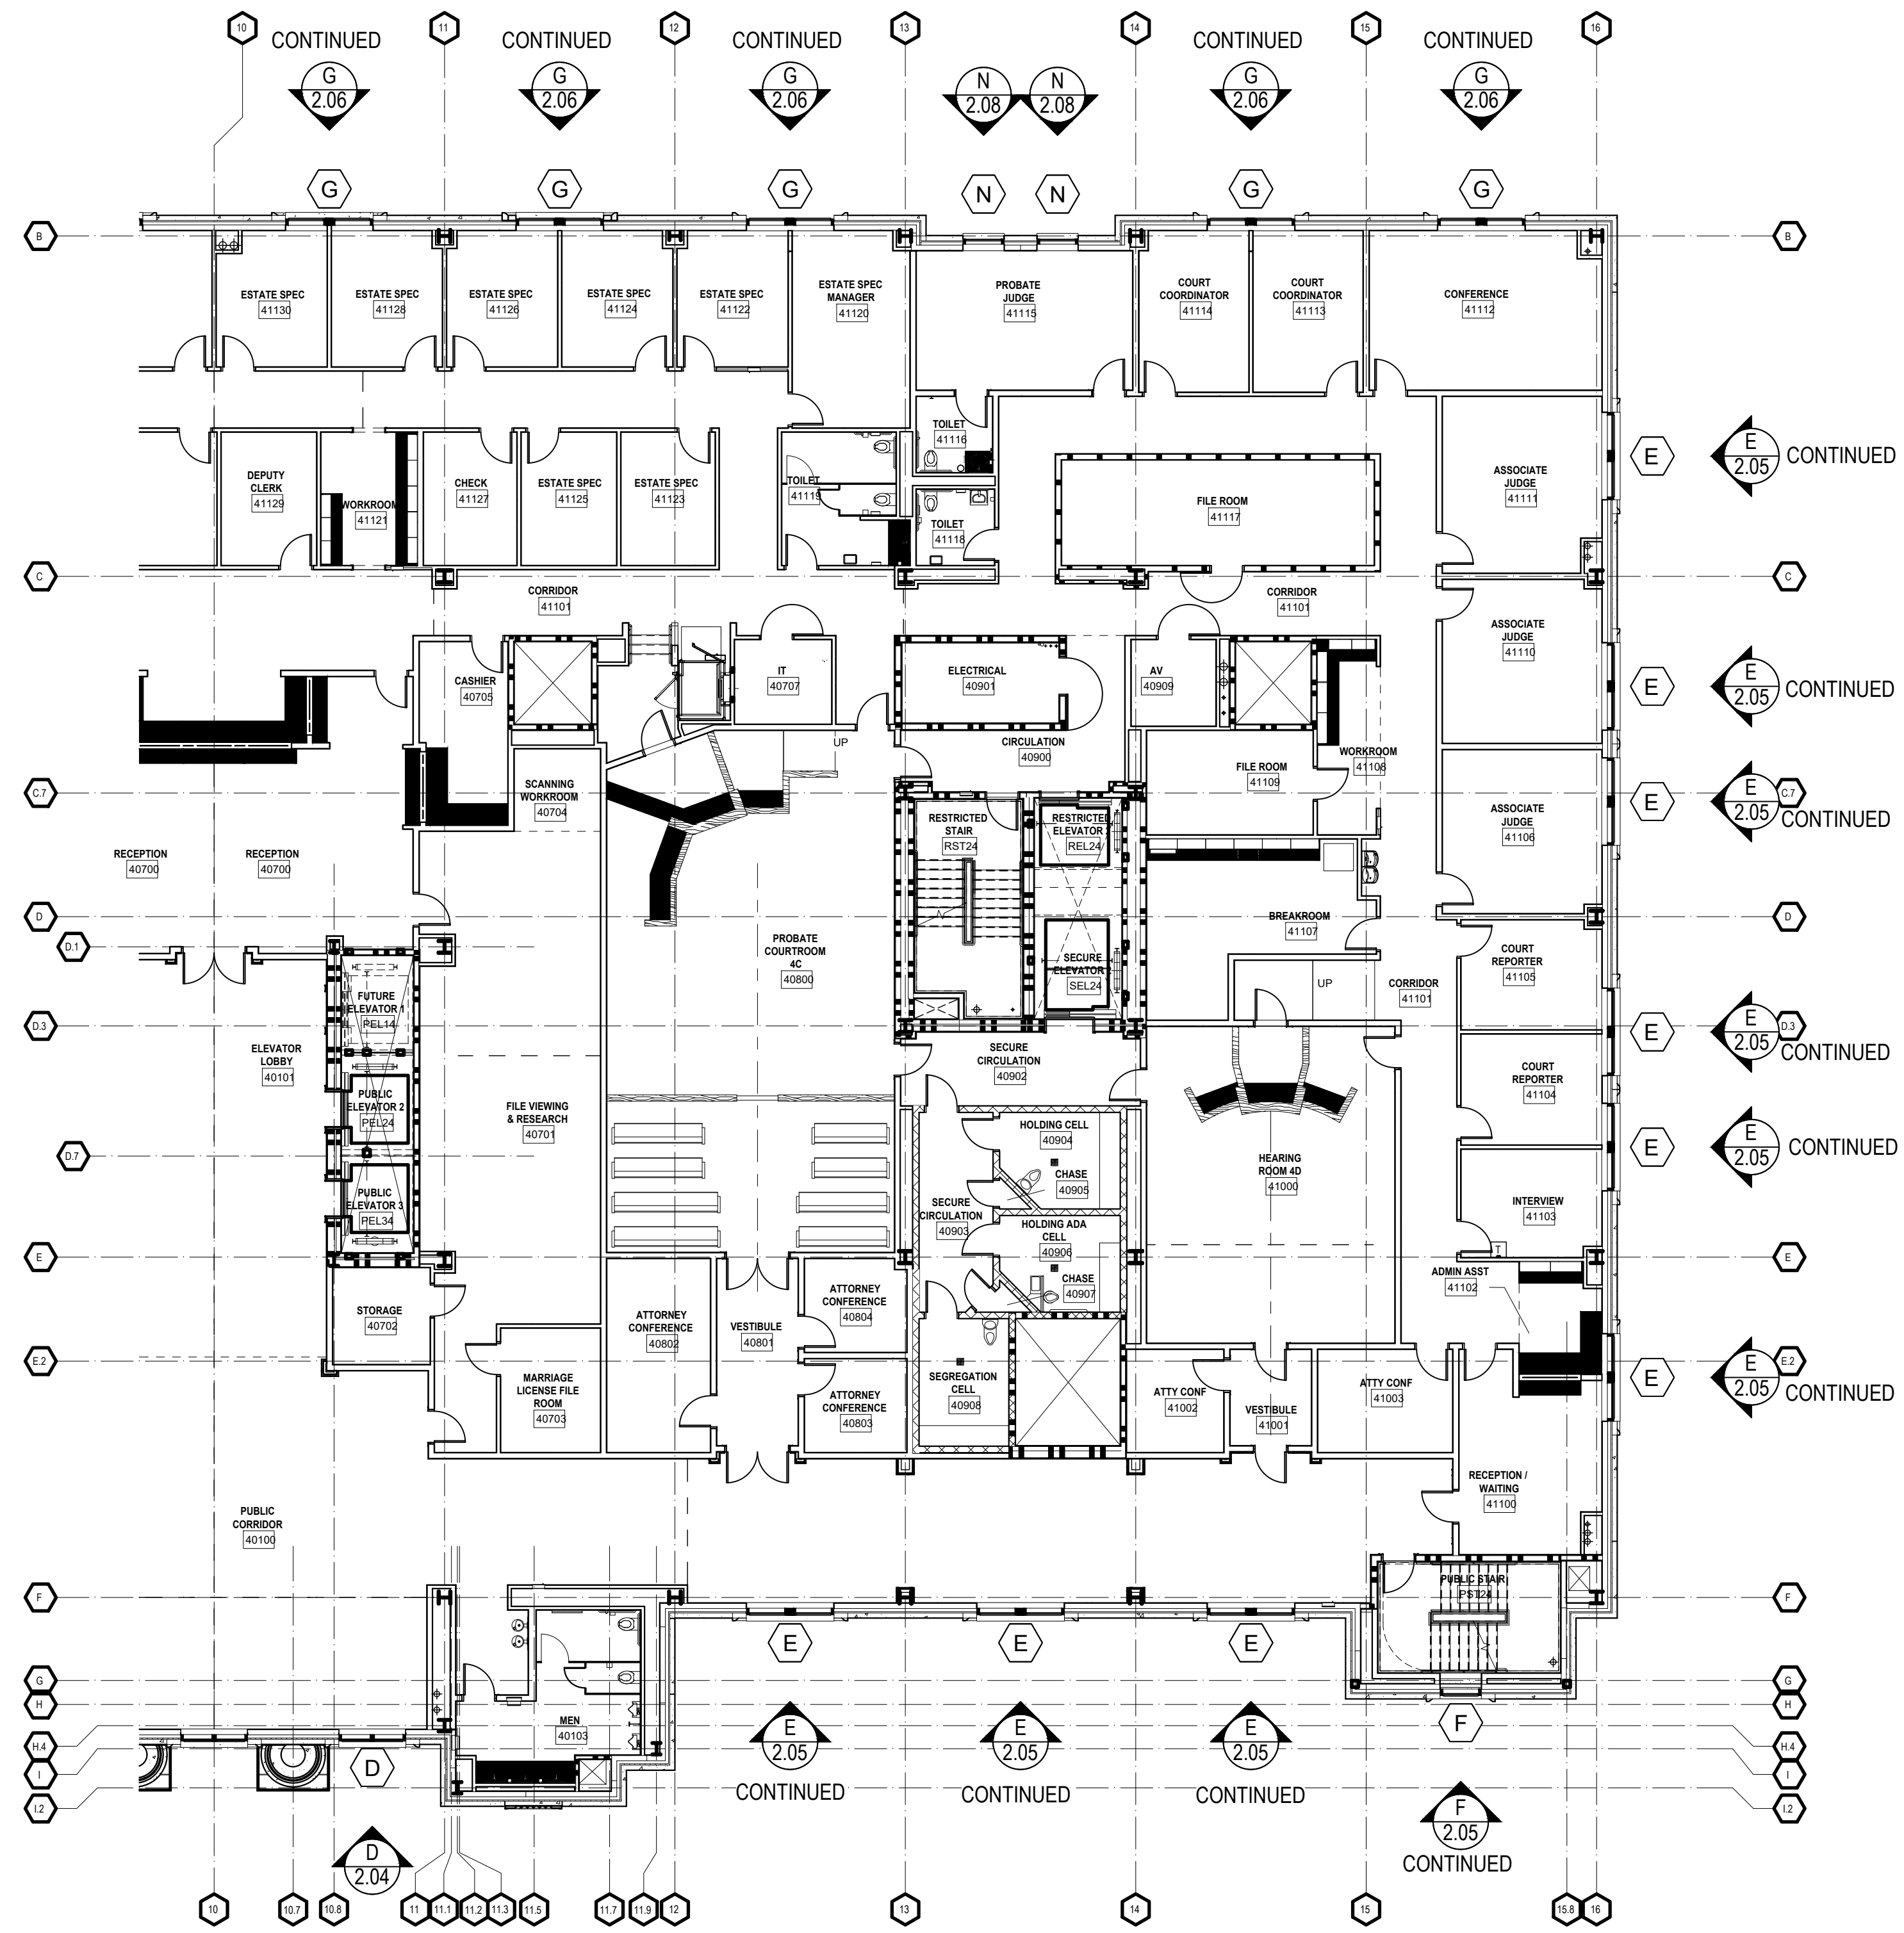 10
11
12
13
14
15
16
CONTINUED
CONTINUED
CONTINUED
CONTINUED
CONTINUED
G
2.06
G
2.06
G
2.06
N
2.08
N
2.08
G
2.06
G
2.06
G
G
G
N
N
G
G
B
B
ESTATE SPEC
41130
ESTATE SPEC
41128
ESTATE SPEC
41126
ESTATE SPEC
41124
ESTATE SPEC
41122
ESTATE SPEC
MANAGER
41120
PROBATE
JUDGE
41115
COURT
COORDINATOR
41114
COURT
COORDINATOR
41113
CONFERENCE
41112
DEPUTY
CLERK
41129
WORKROOM
41121
CHECK
41127
ESTATE SPEC
41125
ESTATE SPEC
41123
TOILET
41119
TOILET
41116
TOILET
41118
FILE ROOM
41117
ASSOCIATE
JUDGE
41111
E
E
2.05
CONTINUED
C
C
CORRIDOR
41101
CORRIDOR
41101
ASSOCIATE
JUDGE
41110
E
E
2.05
CONTINUED
CASHIER
40705
IT
40707
ELECTRICAL
40901
AV
40909
UP
CIRCULATION
40900
WORKROOM
41108
FILE ROOM
41109
C.7
SCANNING
WORKROOM
40704
RESTRICTED
STAIR
RST24
RESTRICTED
ELEVATOR
REL24
ASSOCIATE
JUDGE
41106
E
E
2.05
C.7
CONTINUED
RECEPTION
40700
RECEPTION
40700
D
D
D.1
PROBATE
COURTROOM
4C
40800
BREAKROOM
41107
SECURE
ELEVATOR
SEL24
UP
CORRIDOR
41101
COURT
REPORTER
41105
FUTURE
ELEVATOR 1
PEL14
D.3
E
E
2.05
D.3
CONTINUED
ELEVATOR
LOBBY
40101
SECURE
CIRCULATION
40902
COURT
REPORTER
41104
PUBLIC
ELEVATOR 2
PEL24
FILE VIEWING
& RESEARCH
40701
HOLDING CELL
40904
CHASE
40905
HEARING
ROOM 4D
41000
D.7
E
E
2.05
CONTINUED
PUBLIC
ELEVATOR 3
PEL34
SECURE
CIRCULATION
40903
HOLDING ADA
CELL
40906
INTERVIEW
41103
T
E
E
CHASE
40907
ADMIN ASST
41102
STORAGE
40702
ATTORNEY
CONFERENCE
40802
VESTIBULE
40801
ATTORNEY
CONFERENCE
40804
E.2
MARRIAGE
LICENSE FILE
ROOM
40703
ATTORNEY
CONFERENCE
40803
SEGREGATION
CELL
40908
ATTY CONF
41002
VESTIBULE
41001
ATTY CONF
41003
E
E
2.05
E.2
CONTINUED
RECEPTION /
WAITING
41100
PUBLIC
CORRIDOR
40100
PUBLIC STAIR
PST24
F
F
E
E
E
G
G
H
H
MEN
40103
E
2.05
CONTINUED
E
2.05
CONTINUED
E
2.05
CONTINUED
F
H.4
H.4
I
I
D
I.2
I.2
D
2.04
F
2.05
CONTINUED
10
10.7
10.8
11
11.1
11.2
11.3
11.5
11.7
11.9
12
13
14
15
15.8
16